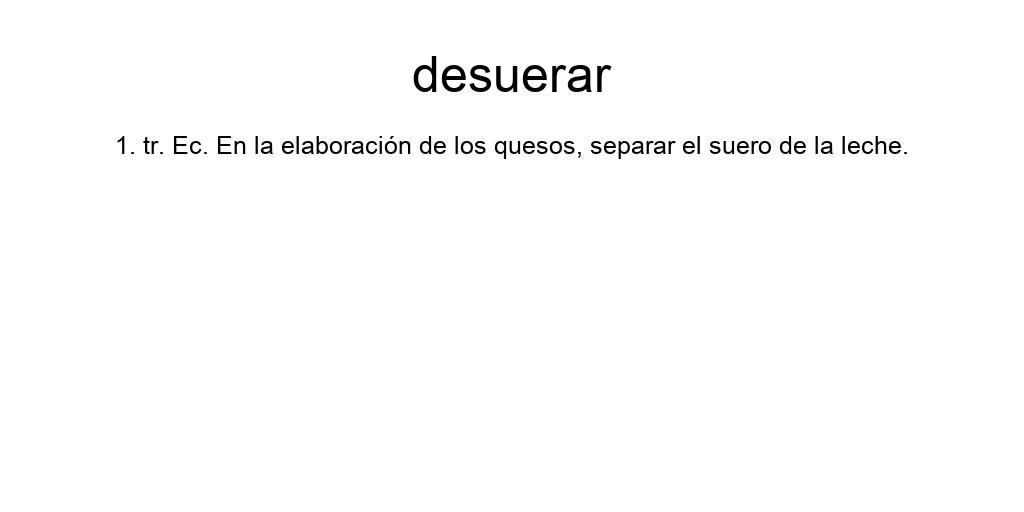 desuerar
1. tr. Ec. En la elaboración de los quesos, separar el suero de la leche.